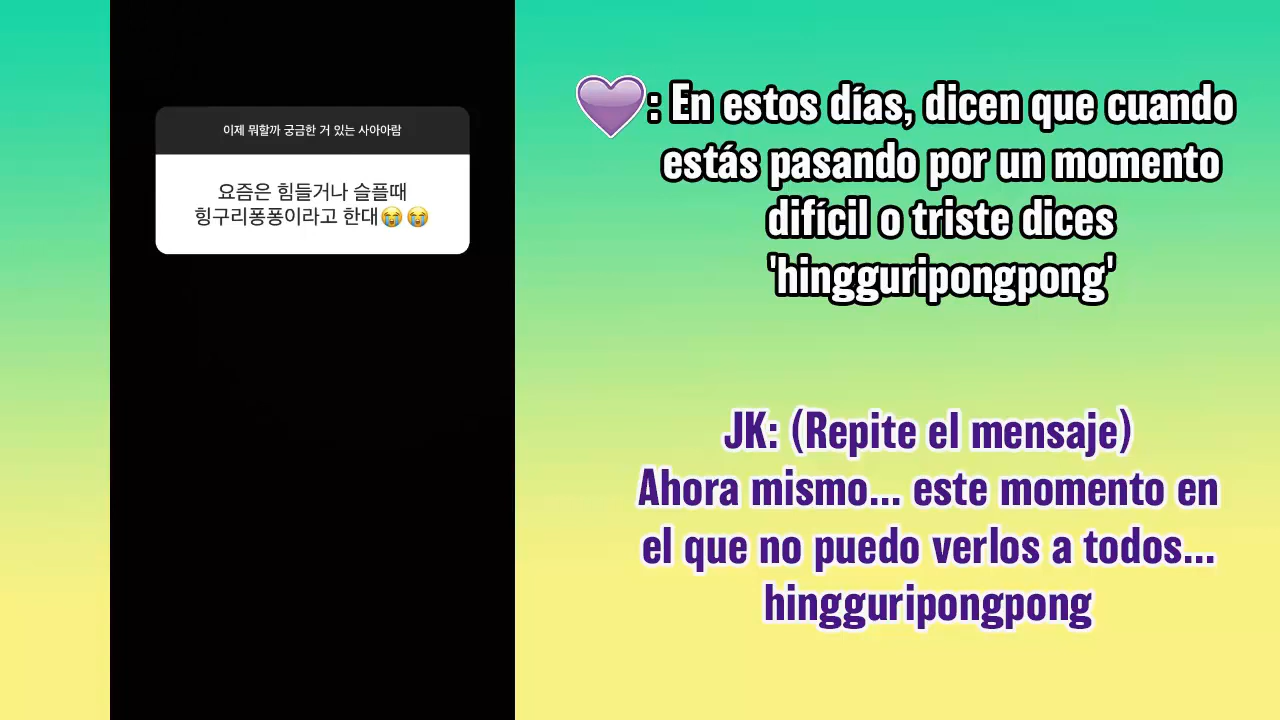 이제 뭐할까 궁금한 거 있는 사아아람
요즘은 힘들거나 슬플때
힝구리퐁퐁이라고 한대😭😭
💜: En estos días, dicen que cuando
estás pasando por un momento
difícil o triste dices
'hingguripongpong'
JK: (Repite el mensaje)
Ahora mismo... este momento en
el que no puedo verlos a todos...
hingguripongpong